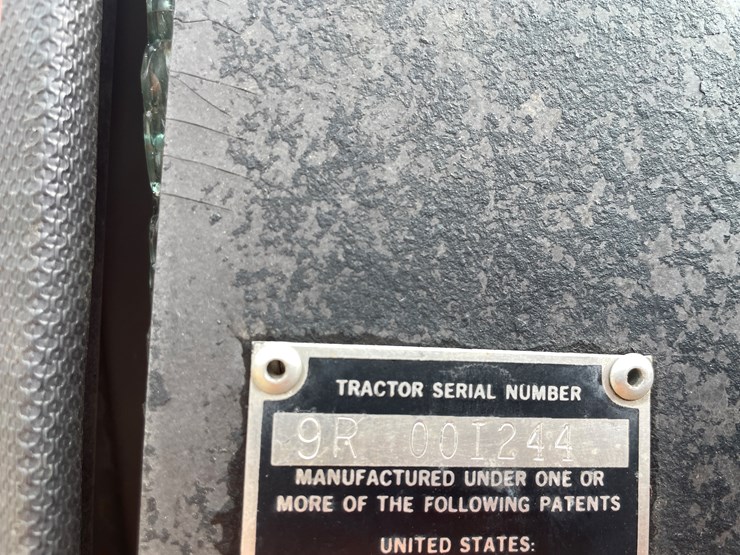 TRACTOR SERIAL NUMBER
9R 001244
MANUFACTURED UNDER ONE OR
MORE OF THE FOLLOWING PATENTS
UNITED STATES: